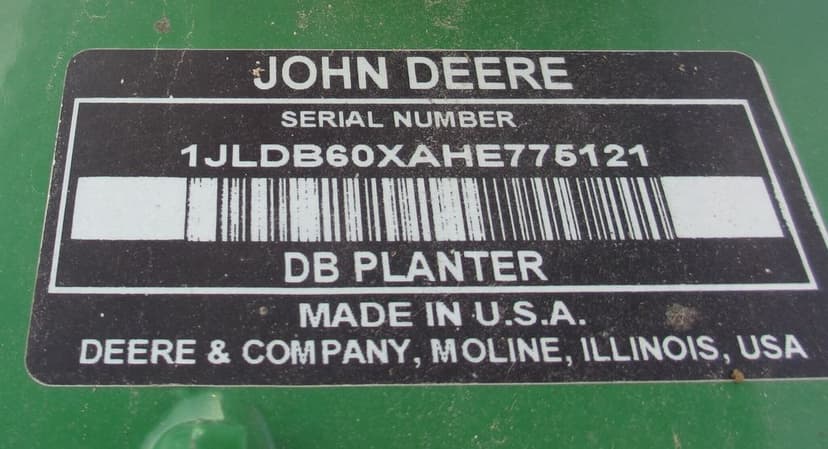 JOHN DEERE
SERIAL NUMBER
1JLDB60XAHE775121
DB PLANTER
MADE IN U.S.A.
DEERE & COMPANY, MOLINE, ILLINOIS, USA